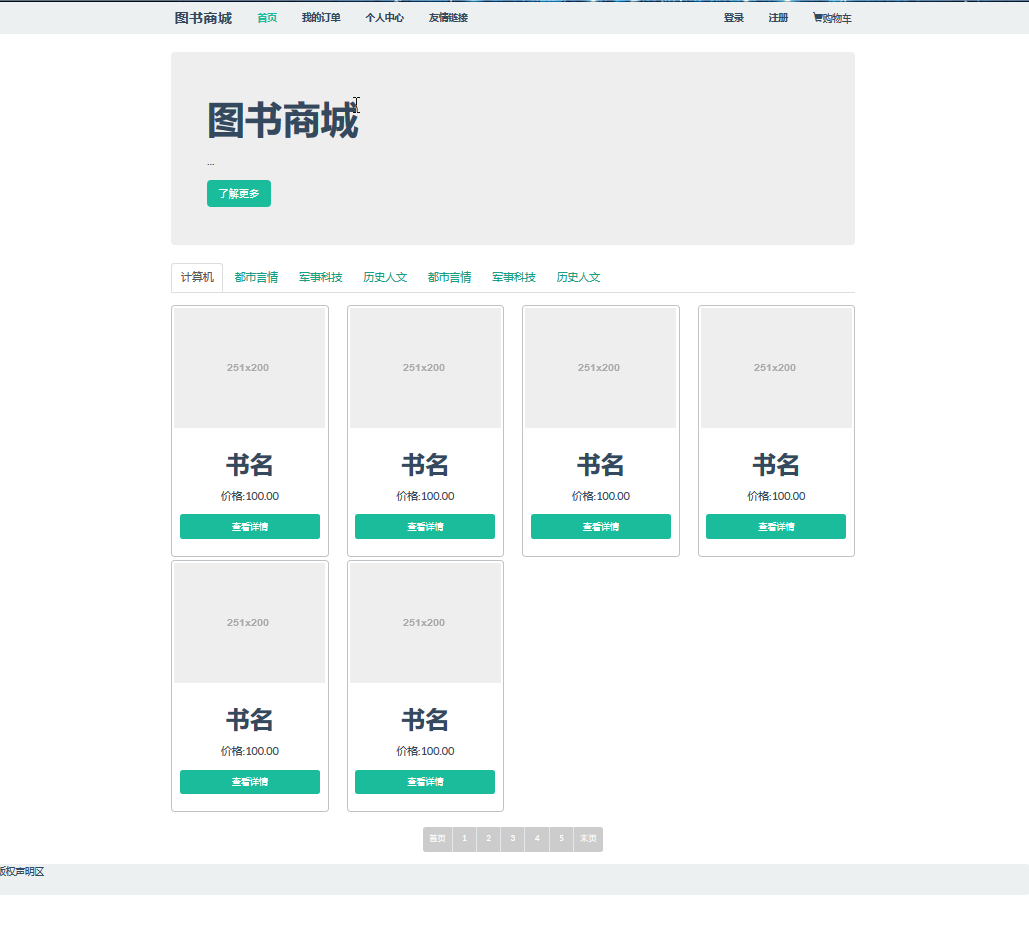 图书商城 首页 我的订单 个人中心 友情链接 登录 注册 购物车
图书商城
...
了解更多
计算机 都市言情 军事科技 历史人文 都市言情 军事科技 历史人文
251x200 251x200 251x200 251x200
书名 书名 书名 书名
价格:100.00 价格:100.00 价格:100.00 价格:100.00
查看详情 查看详情 查看详情 查看详情
251x200 251x200
书名 书名
价格:100.00 价格:100.00
查看详情 查看详情
首页 1 2 3 4 5 末页
版权声明区